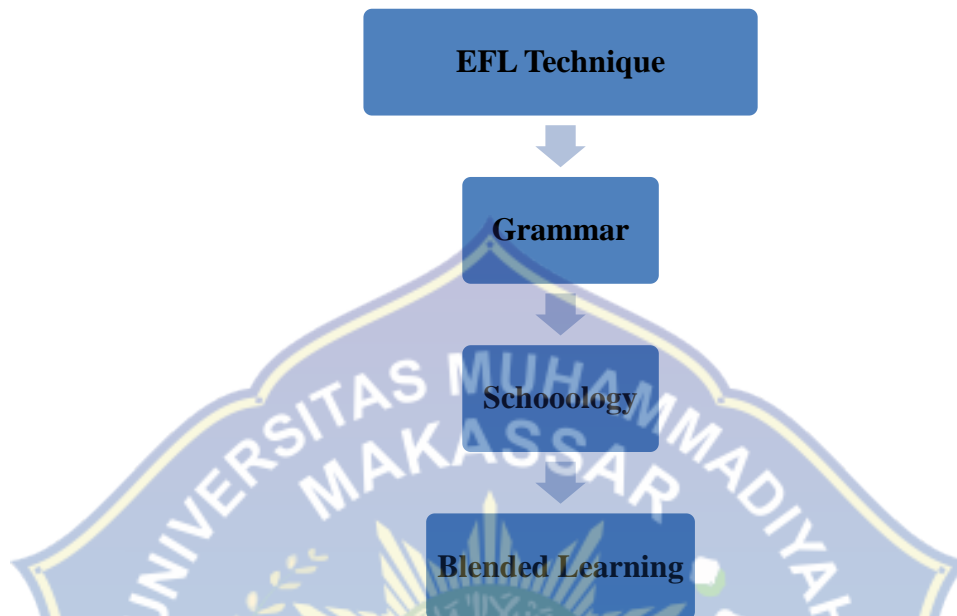 EFL Technique
Grammar
Schooology
Blended Learning
UNIVERSITAS MUHAMMADIYAH
MAKASSAR